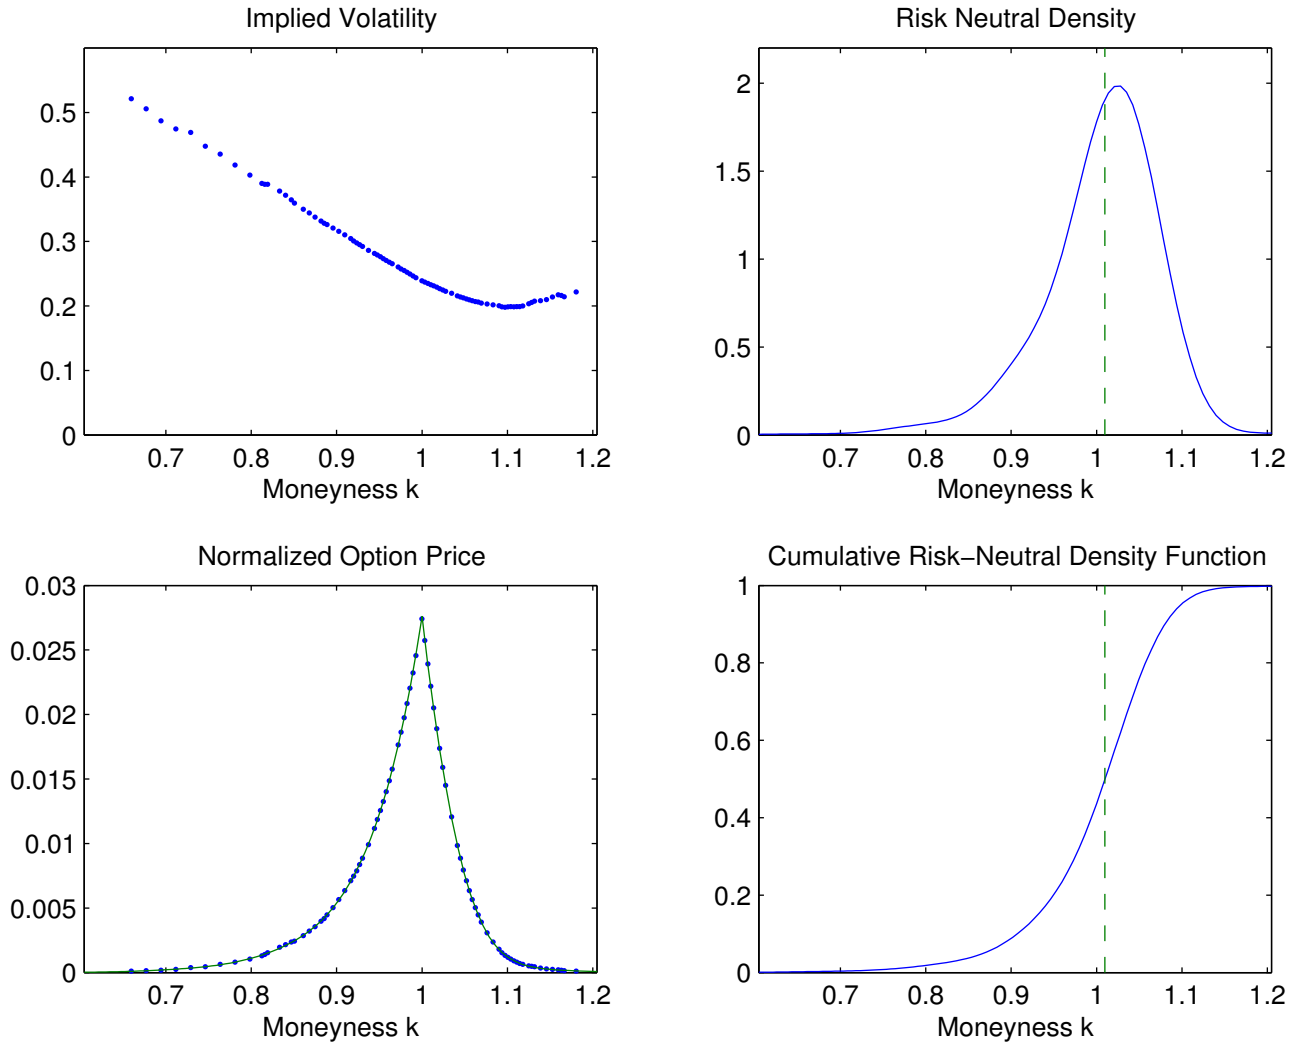 Implied Volatility
0.5
0.4
0.3
0.2
0.1
0
0.7 0.8 0.9 1 1.1 1.2
Moneyness k
Risk Neutral Density
2
1.5
1
0.5
0
0.7 0.8 0.9 1 1.1 1.2
Moneyness k
Normalized Option Price
0.03
0.025
0.02
0.015
0.01
0.005
0
0.7 0.8 0.9 1 1.1 1.2
Moneyness k
Cumulative Risk−Neutral Density Function
1
0.8
0.6
0.4
0.2
0
0.7 0.8 0.9 1 1.1 1.2
Moneyness k